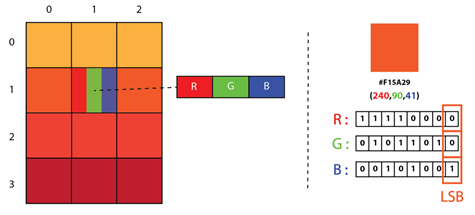 0 1 2
0
1
2
3
R G B
#F15A29
(240,90,41)
R: 1 1 1 1 0 0 0 0
G: 0 1 0 1 1 0 1 0
B: 0 0 1 0 1 0 0 1
LSB